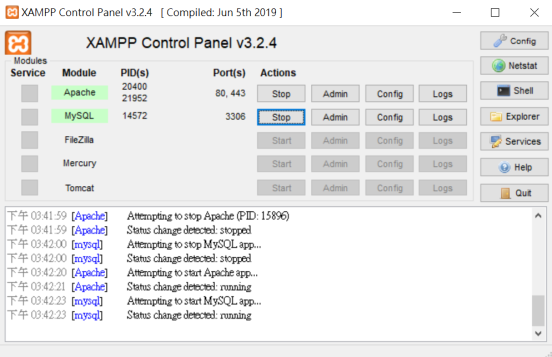 XAMPP Control Panel v3.2.4 [ Compiled: Jun 5th 2019 ]
XAMPP Control Panel v3.2.4
Config
Modules
Service Module PID(s) Port(s) Actions
Netstat
Apache 20400 21952 80, 443 Stop Admin Config Logs
Shell
MySQL 14572 3306 Stop Admin Config Logs
Explorer
FileZilla Start Admin Config Logs
Services
Mercury Start Admin Config Logs
Help
Tomcat Start Admin Config Logs
Quit
下午 03:41:59 [Apache] Attempting to stop Apache (PID: 15896)
下午 03:41:59 [Apache] Status change detected: stopped
下午 03:42:00 [mysql] Attempting to stop MySQL app...
下午 03:42:00 [mysql] Status change detected: stopped
下午 03:42:20 [Apache] Attempting to start Apache app...
下午 03:42:21 [Apache] Status change detected: running
下午 03:42:23 [mysql] Attempting to start MySQL app...
下午 03:42:23 [mysql] Status change detected: running